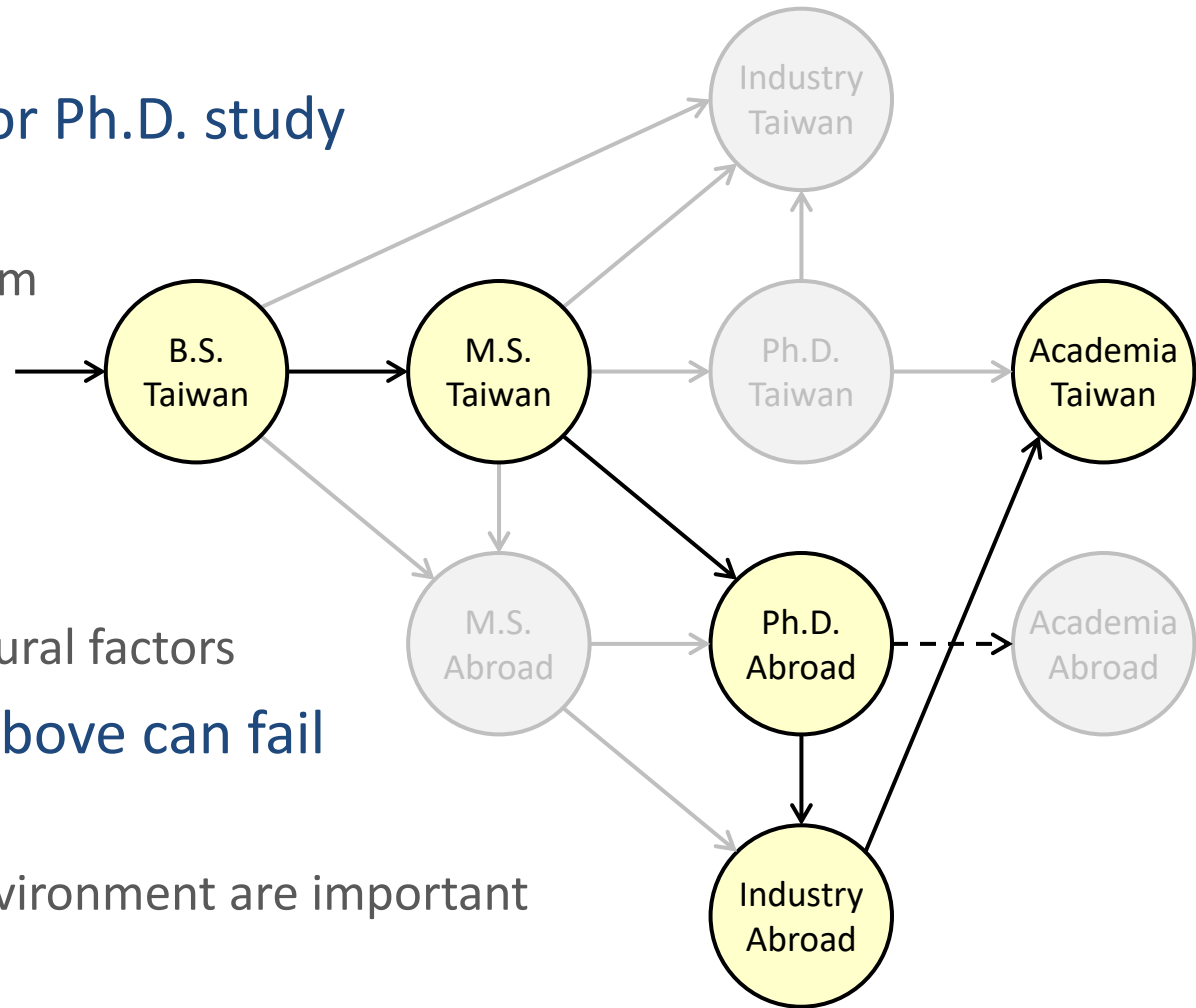 or Ph.D. study
m
ural factors
bove can fail
vironment are important
Industry
Taiwan
B.S.
Taiwan
M.S.
Taiwan
Ph.D.
Taiwan
Academia
Taiwan
M.S.
Abroad
Ph.D.
Abroad
Academia
Abroad
Industry
Abroad